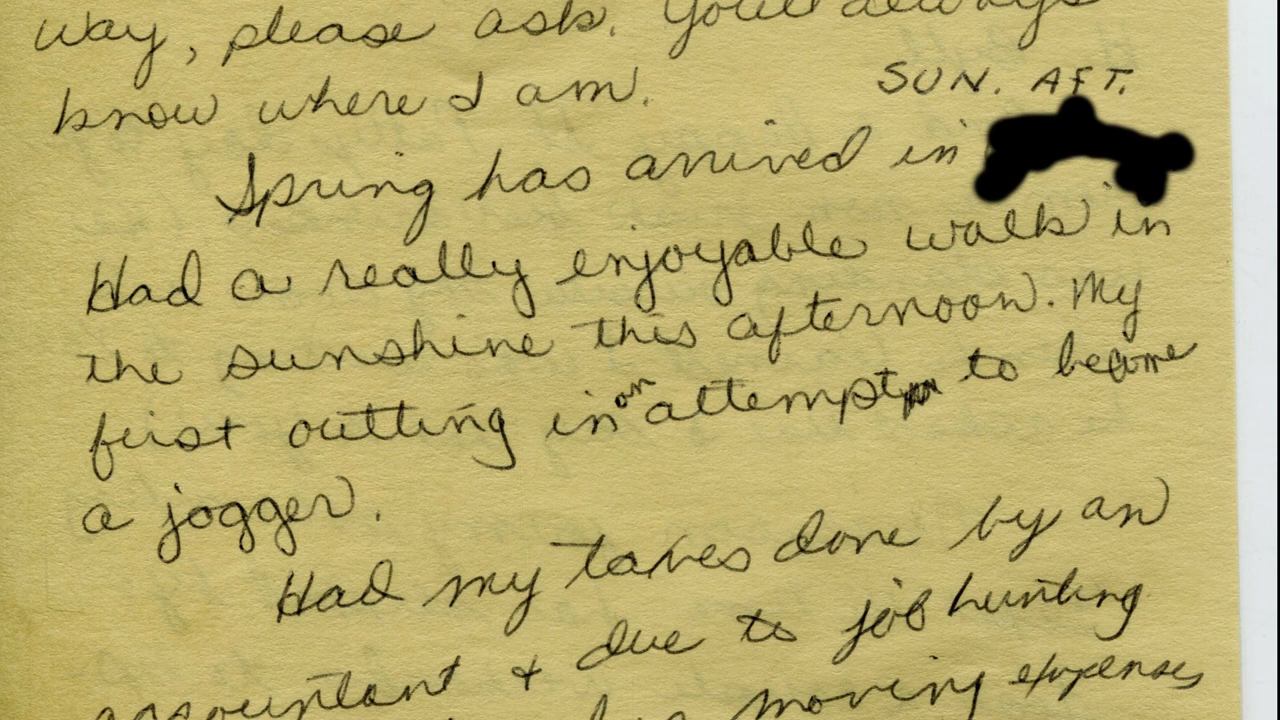 way, please ask. You'll always
know where I am.
SUN. AFT.
Spring has arrived in
Had a really enjoyable walk in
the sunshine this afternoon. My
first outting in an attempt to become
a jogger.
Had my taxes done by an
accountant & due to job hunting
moving expenses